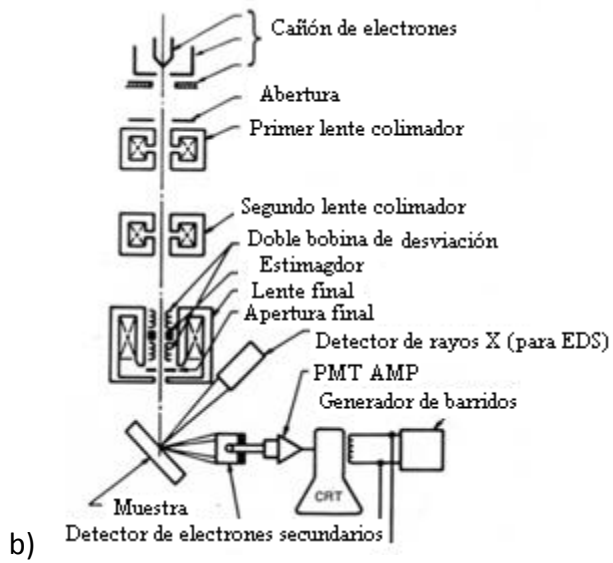 Cañón de electrones
Abertura
Primer lente colimador
Segundo lente colimador
Doble bobina de desviación
Estimagdor
Lente final
Apertura final
Detector de rayos X (para EDS)
PMT AMP
Generador de barridos
CRT
Muestra
Detector de electrones secundarios
b)